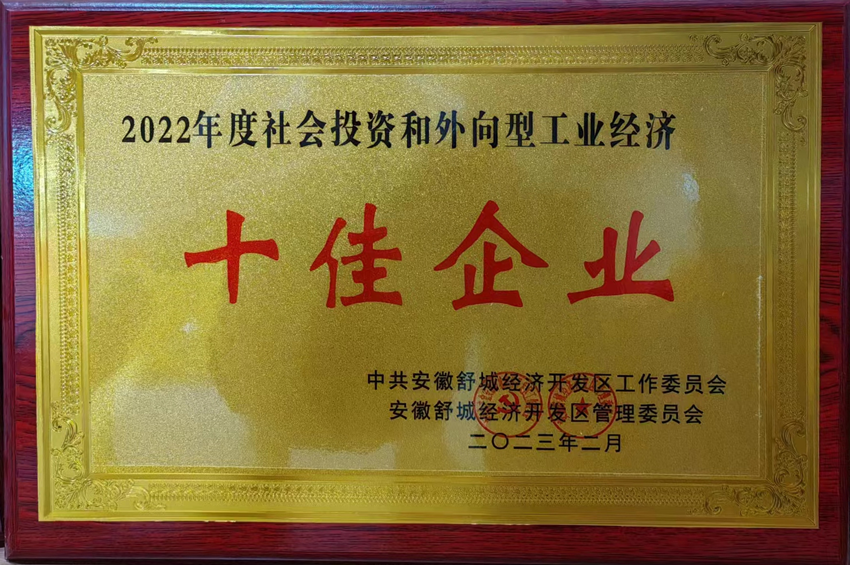 2022年度社会投资和外向型工业经济
十佳企业
中共安徽舒城经济开发区工作委员会
安徽舒城经济开发区管理委员会
二〇二三年二月